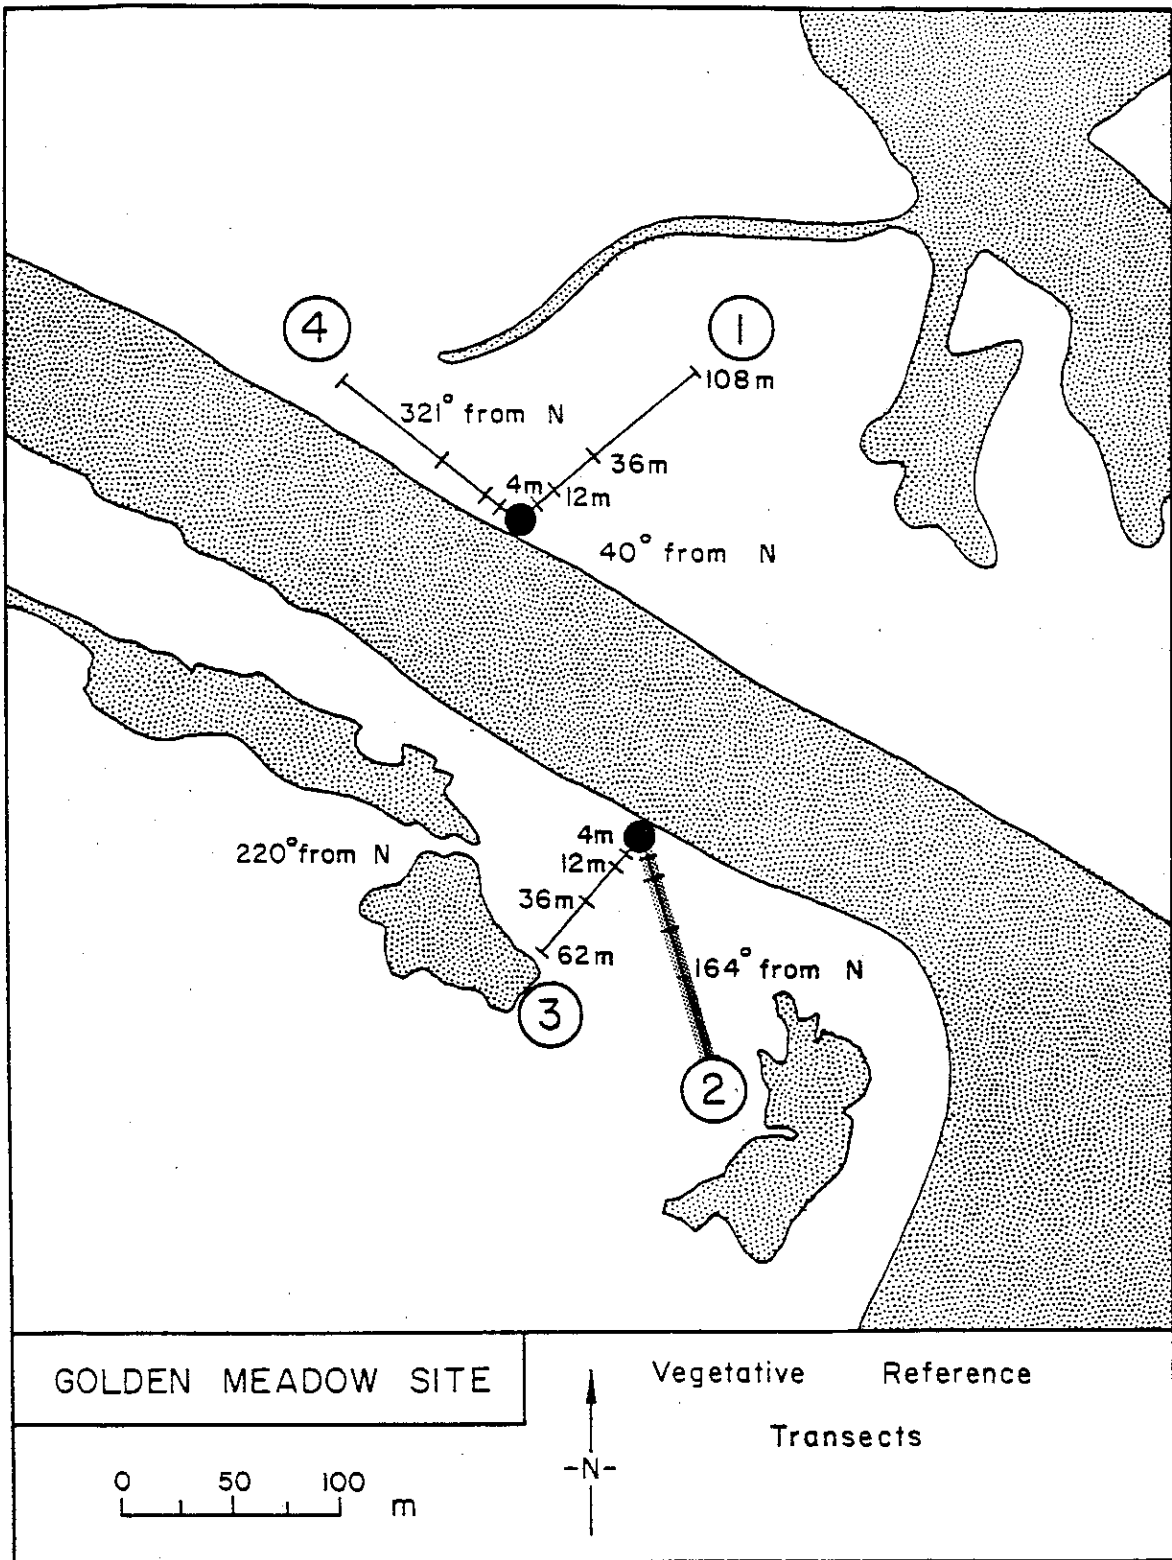 4
1
108m
321° from N
36m
4m
12m
40° from N
4m
220° from N
12m
36m
62m
164° from N
3
2
GOLDEN MEADOW SITE
Vegetative Reference
Transects
-N-
0 50 100
m